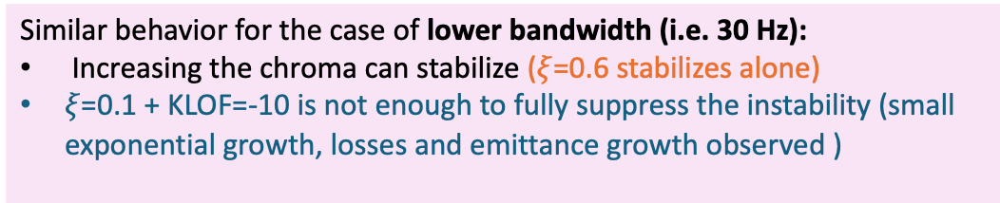 Similar behavior for the case of lower bandwidth (i.e. 30 Hz):
• Increasing the chroma can stabilize (ξ=0.6 stabilizes alone)
• ξ=0.1 + KLOF=-10 is not enough to fully suppress the instability (small
exponential growth, losses and emittance growth observed )